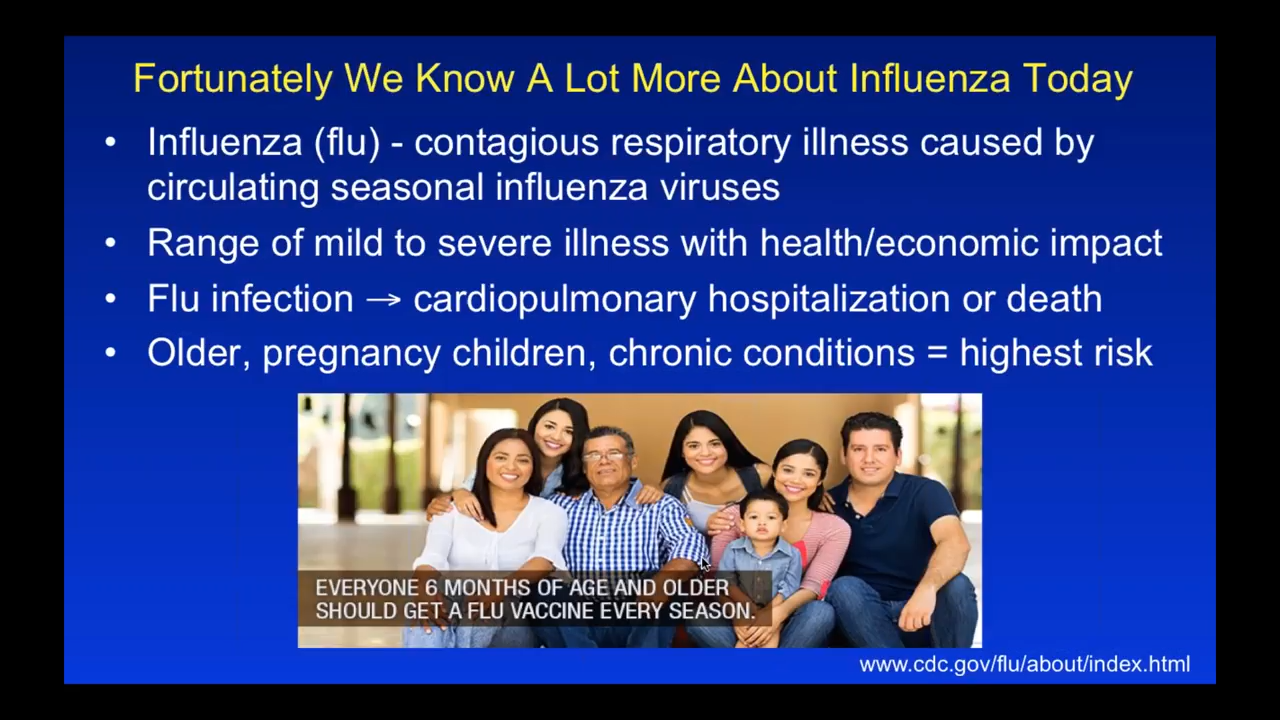 Fortunately We Know A Lot More About Influenza Today
• Influenza (flu) - contagious respiratory illness caused by
circulating seasonal influenza viruses
• Range of mild to severe illness with health/economic impact
• Flu infection → cardiopulmonary hospitalization or death
• Older, pregnancy children, chronic conditions = highest risk
EVERYONE 6 MONTHS OF AGE AND OLDER
SHOULD GET A FLU VACCINE EVERY SEASON.
www.cdc.gov/flu/about/index.html